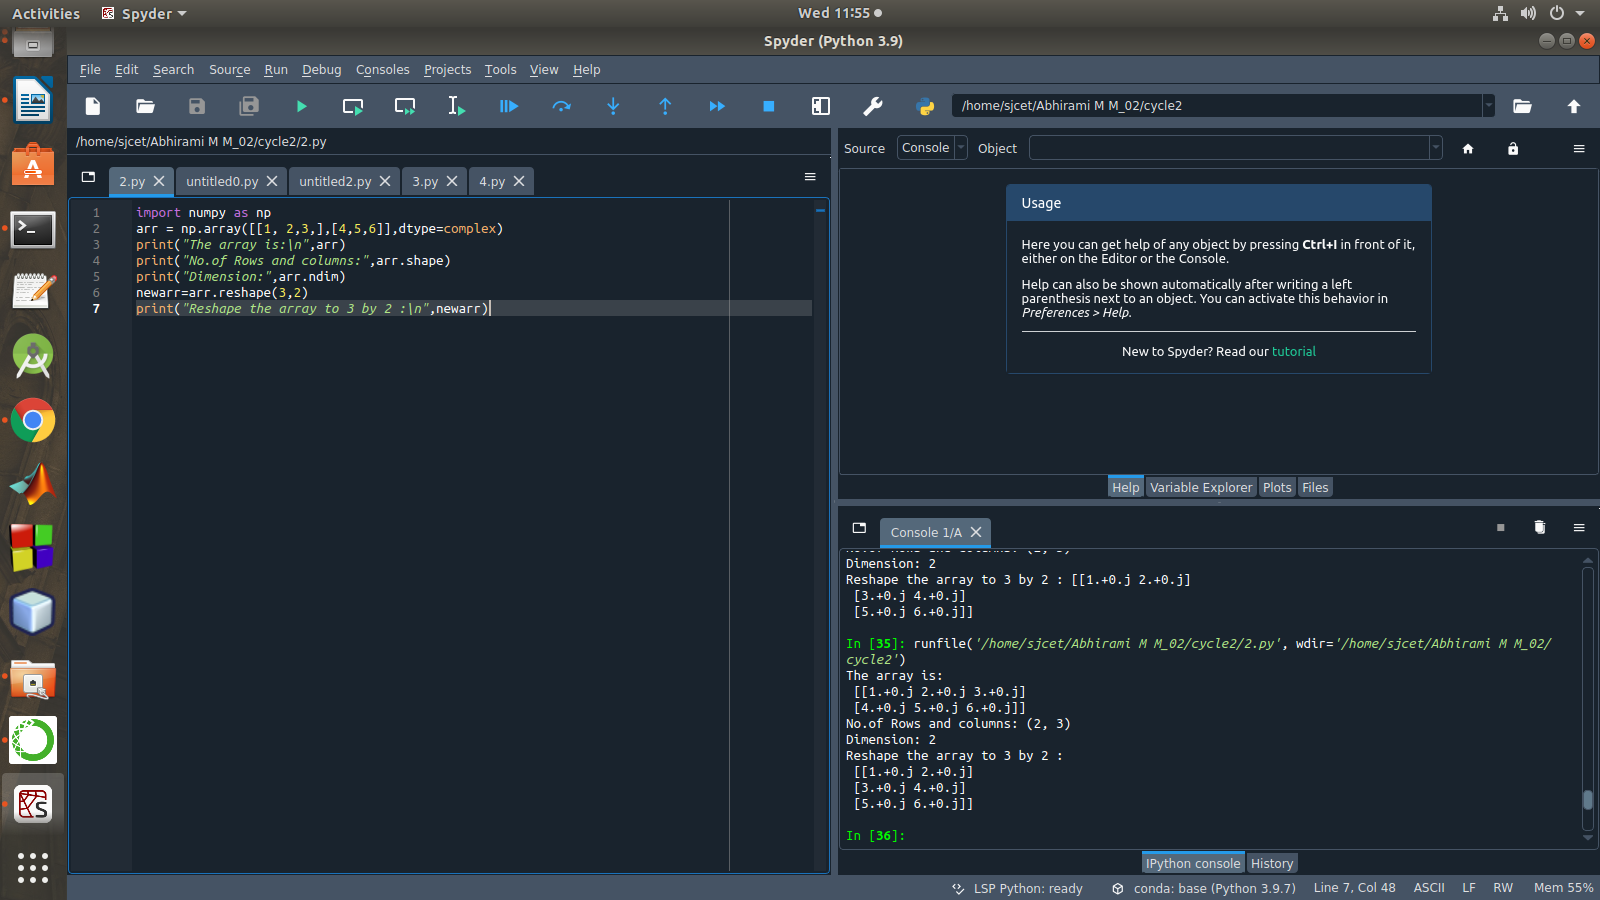 Activities
Spyder
Wed 11:55
Spyder (Python 3.9)
File Edit Search Source Run Debug Consoles Projects Tools View Help
/home/sjcet/Abhirami M M_02/cycle2
/home/sjcet/Abhirami M M_02/cycle2/2.py
2.py untitled0.py untitled2.py 3.py 4.py
1 import numpy as np
2 arr = np.array([[1, 2,3,],[4,5,6]],dtype=complex)
3 print("The array is:\n",arr)
4 print("No.of Rows and columns:",arr.shape)
5 print("Dimension:",arr.ndim)
6 newarr=arr.reshape(3,2)
7 print("Reshape the array to 3 by 2 :\n",newarr)
Source Console Object
Usage
Here you can get help of any object by pressing Ctrl+I in front of it,
either on the Editor or the Console.
Help can also be shown automatically after writing a left
parenthesis next to an object. You can activate this behavior in
Preferences > Help.
New to Spyder? Read our tutorial
Help Variable Explorer Plots Files
Console 1/A
No.of Rows and columns: (2, 3)
Dimension: 2
Reshape the array to 3 by 2 : [[1.+0.j 2.+0.j]
[3.+0.j 4.+0.j]
[5.+0.j 6.+0.j]]
In [35]: runfile('/home/sjcet/Abhirami M M_02/cycle2/2.py', wdir='/home/sjcet/Abhirami M M_02/
cycle2')
The array is:
[[1.+0.j 2.+0.j 3.+0.j]
[4.+0.j 5.+0.j 6.+0.j]]
No.of Rows and columns: (2, 3)
Dimension: 2
Reshape the array to 3 by 2 :
[[1.+0.j 2.+0.j]
[3.+0.j 4.+0.j]
[5.+0.j 6.+0.j]]
In [36]:
IPython console History
LSP Python: ready conda: base (Python 3.9.7) Line 7, Col 48 ASCII LF RW Mem 55%